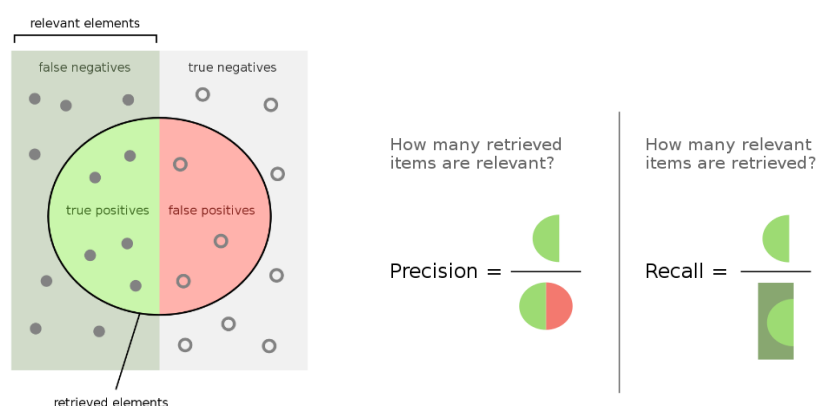 relevant elements
false negatives
true negatives
true positives
false positives
retrieved elements
How many retrieved
items are relevant?
Precision =
How many relevant
items are retrieved?
Recall =